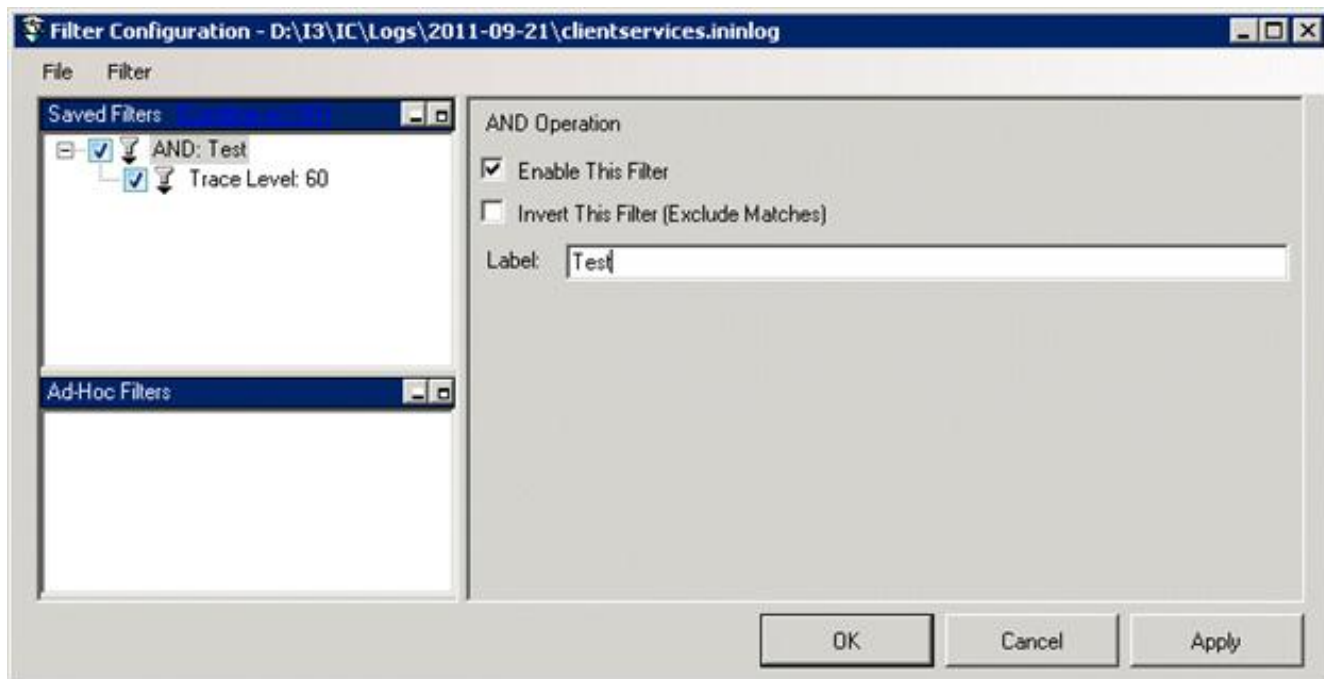 Filter Configuration - D:\I3\IC\Logs\2011-09-21\clientservices.ininlog
File Filter
Saved Filters
AND: Test
Trace Level: 60
Ad-Hoc Filters
AND Operation
Enable This Filter
Invert This Filter (Exclude Matches)
Label: Test
OK Cancel Apply